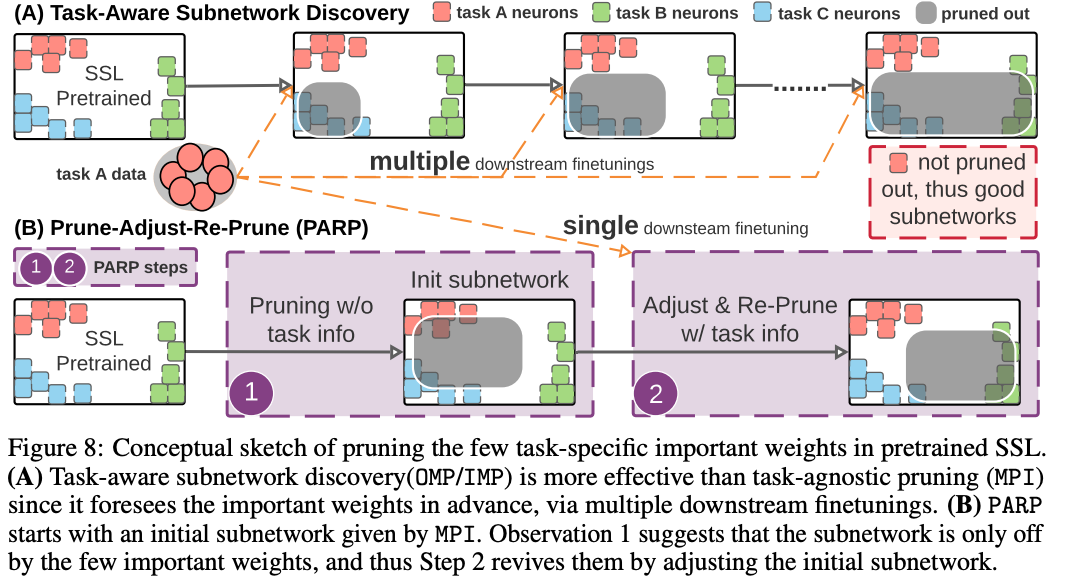 (A) Task-Aware Subnetwork Discovery
task A neurons
task B neurons
task C neurons
pruned out
SSL
Pretrained
task A data
multiple downstream finetunings
not pruned
out, thus good
subnetworks
single downsteam finetuning
(B) Prune-Adjust-Re-Prune (PARP)
1 2 PARP steps
SSL
Pretrained
Pruning w/o
task info
Init subnetwork
1
Adjust & Re-Prune
w/ task info
2
Figure 8: Conceptual sketch of pruning the few task-specific important weights in pretrained SSL.
(A) Task-aware subnetwork discovery(OMP/IMP) is more effective than task-agnostic pruning (MPI)
since it foresees the important weights in advance, via multiple downstream finetunings. (B) PARP
starts with an initial subnetwork given by MPI. Observation 1 suggests that the subnetwork is only off
by the few important weights, and thus Step 2 revives them by adjusting the initial subnetwork.